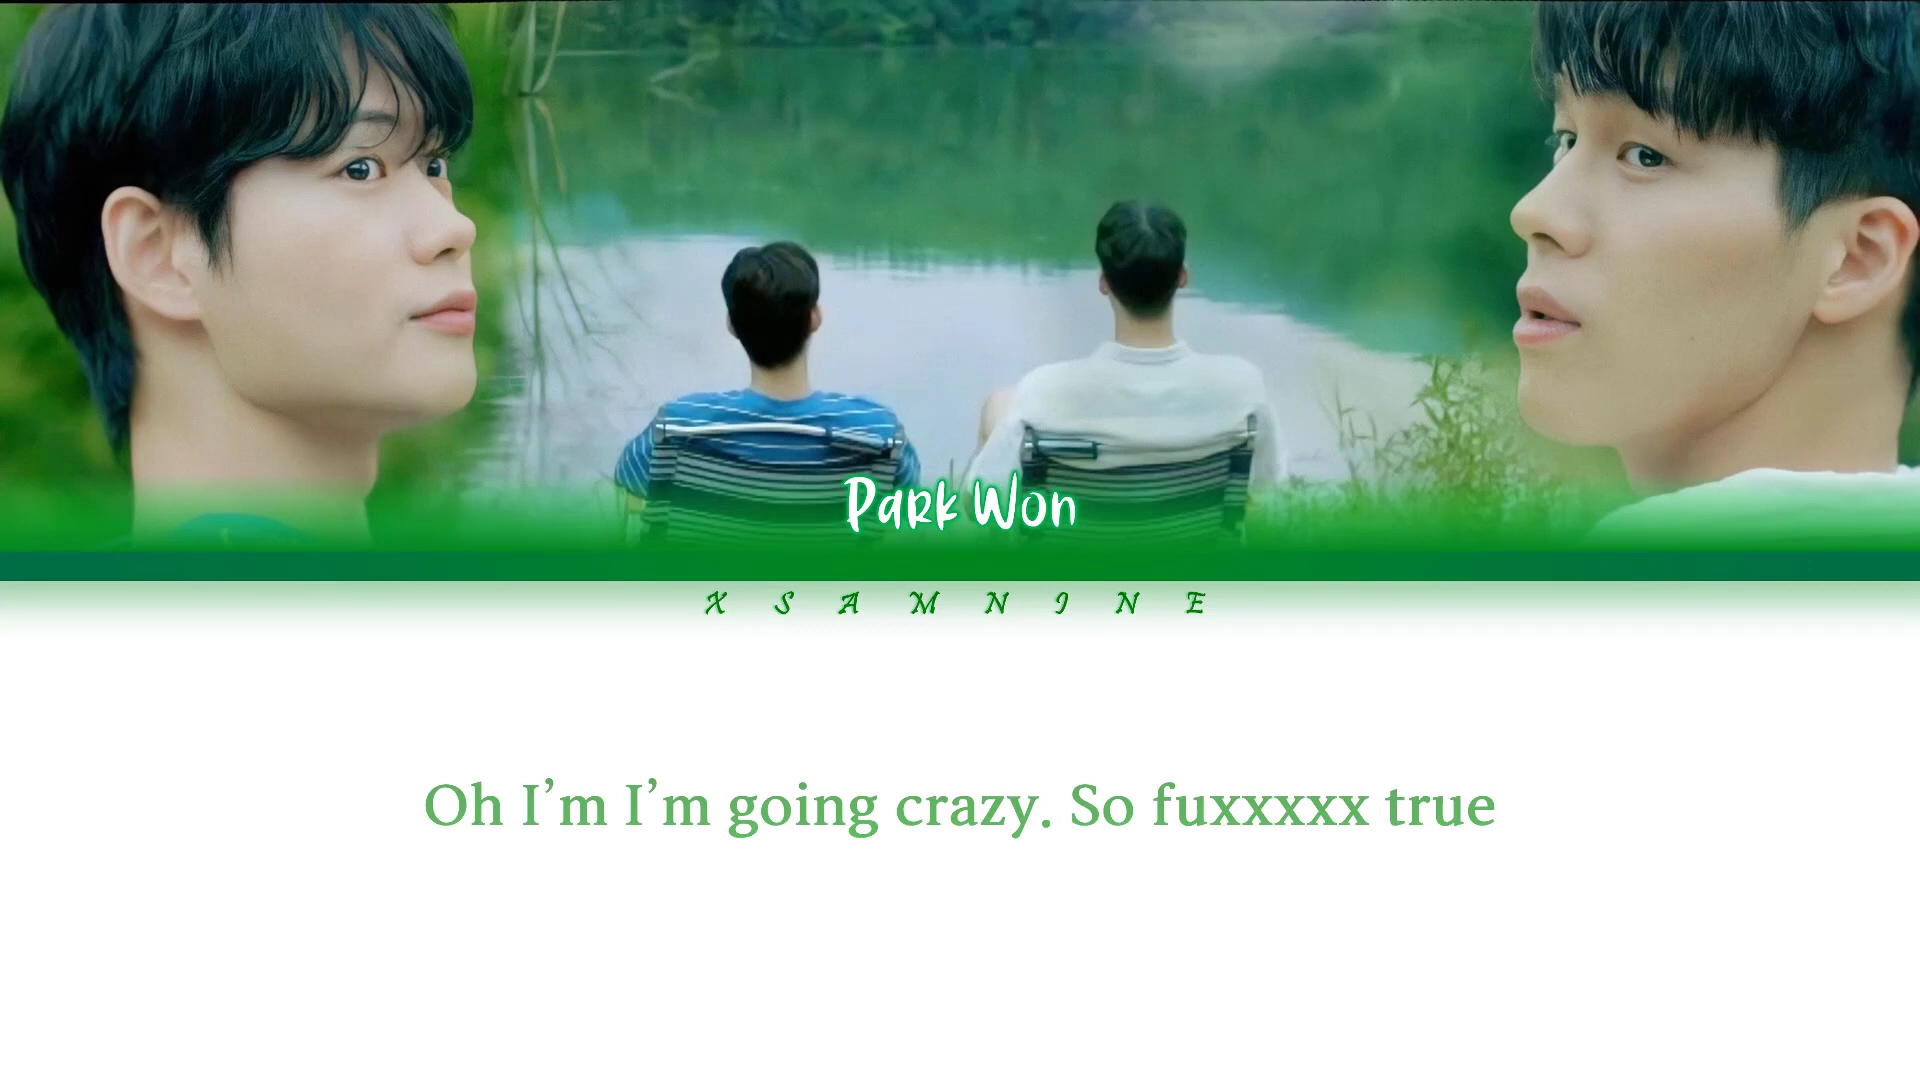 Park Won
X S A M N I N E
Oh I’m I’m going crazy. So fuxxxxx true